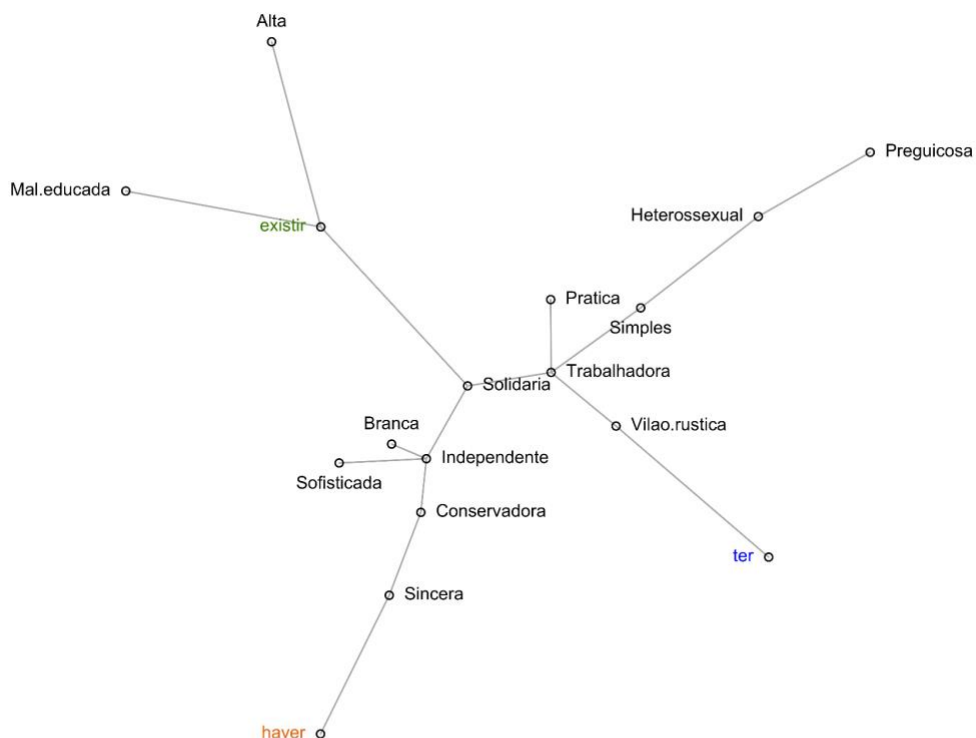 Alta
Preguicosa
Mal.educada
Heterossexual
existir
Pratica
Simples
Trabalhadora
Solidaria
Branca
Vilao.rustica
Independente
Sofisticada
Conservadora
ter
Sincera
haver